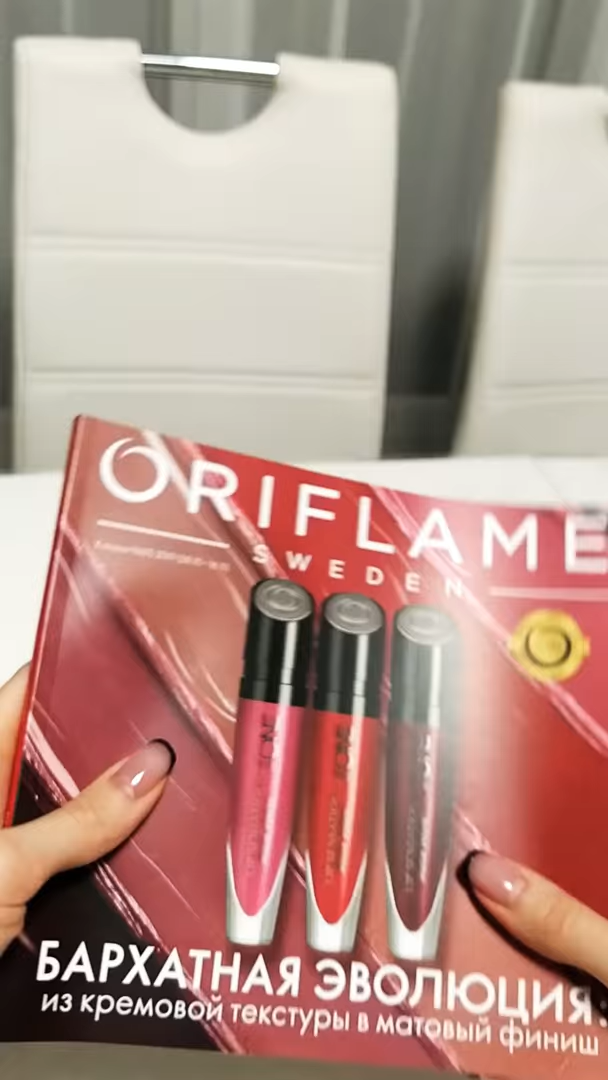 ORIFLAME
SWEDEN
БАРХАТНАЯ ЭВОЛЮЦИЯ:
из кремовой текстуры в матовый финиш